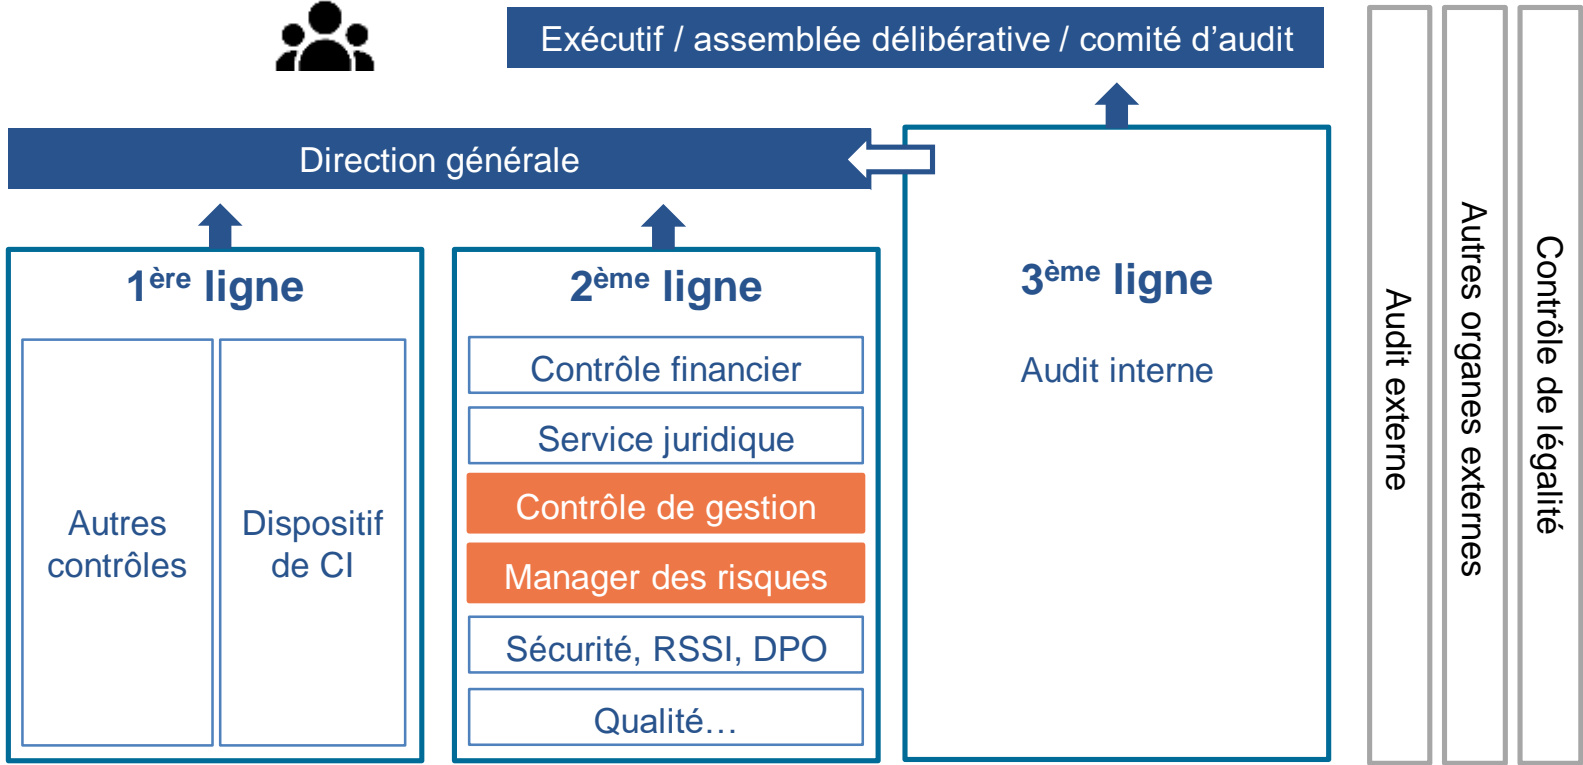 Exécutif / assemblée délibérative / comité d’audit
Direction générale
1ère ligne
Autres
contrôles
Dispositif
de CI
2ème ligne
Contrôle financier
Service juridique
Contrôle de gestion
Manager des risques
Sécurité, RSSI, DPO
Qualité…
3ème ligne
Audit interne
Audit externe
Autres organes externes
Contrôle de légalité